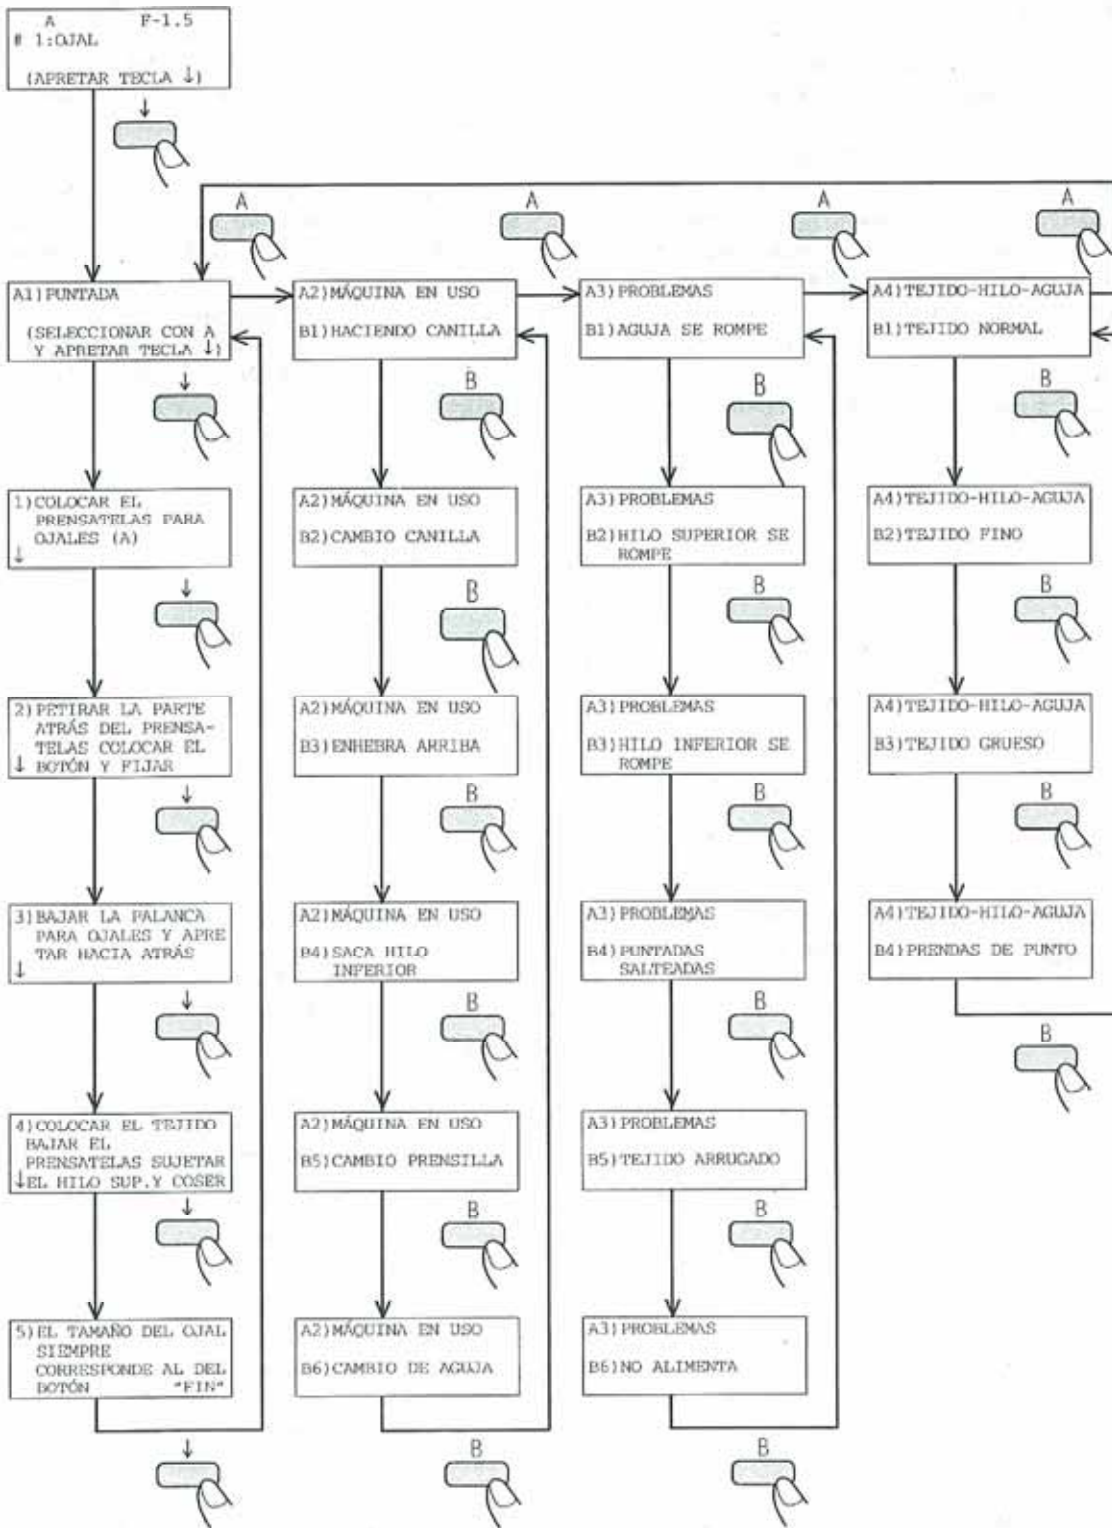 A F-1.5
# 1:OJAL
(APRETAR TECLA ↓)
↓
A
A
A
A
A1)PUNTADA
(SELECCIONAR CON A
Y APRETAR TECLA ↓)
A2)MÁQUINA EN USO
B1)HACIENDO CANILLA
A3)PROBLEMAS
B1)AGUJA SE ROMPE
A4)TEJIDO-HILO-AGUJA
B1)TEJIDO NORMAL
↓
B
B
B
1)COLOCAR EL
PRENSATELAS PARA
OJALES (A)
↓
A2)MÁQUINA EN USO
B2)CAMBIO CANILLA
A3)PROBLEMAS
B2)HILO SUPERIOR SE
ROMPE
A4)TEJIDO-HILO-AGUJA
B2)TEJIDO FINO
↓
B
B
B
2)PETIRAR LA PARTE
ATRÁS DEL PRENSA-
TELAS COLOCAR EL
↓ BOTÓN Y FIJAR
A2)MÁQUINA EN USO
B3)ENHEBRA ARRIBA
A3)PROBLEMAS
B3)HILO INFERIOR SE
ROMPE
A4)TEJIDO-HILO-AGUJA
B3)TEJIDO GRUESO
↓
B
B
B
3)BAJAR LA PALANCA
PARA OJALES Y APRE
TAR HACIA ATRÁS
↓
A2)MÁQUINA EN USO
B4)SACA HILO
INFERIOR
A3)PROBLEMAS
B4)PUNTADAS
SALTEADAS
A4)TEJIDO-HILO-AGUJA
B4)PRENDAS DE PUNTO
↓
B
B
B
4)COLOCAR EL TEJIDO
BAJAR EL
PRENSATELAS SUJETAR
↓EL HILO SUP.Y COSER
A2)MÁQUINA EN USO
B5)CAMBIO PRENSILLA
A3)PROBLEMAS
B5)TEJIDO ARRUGADO
↓
B
B
5)EL TAMAÑO DEL OJAL
SIEMPRE
CORRESPONDE AL DEL
BOTÓN "FIN"
A2)MÁQUINA EN USO
B6)CAMBIO DE AGUJA
A3)PROBLEMAS
B6)NO ALIMENTA
↓
B
B